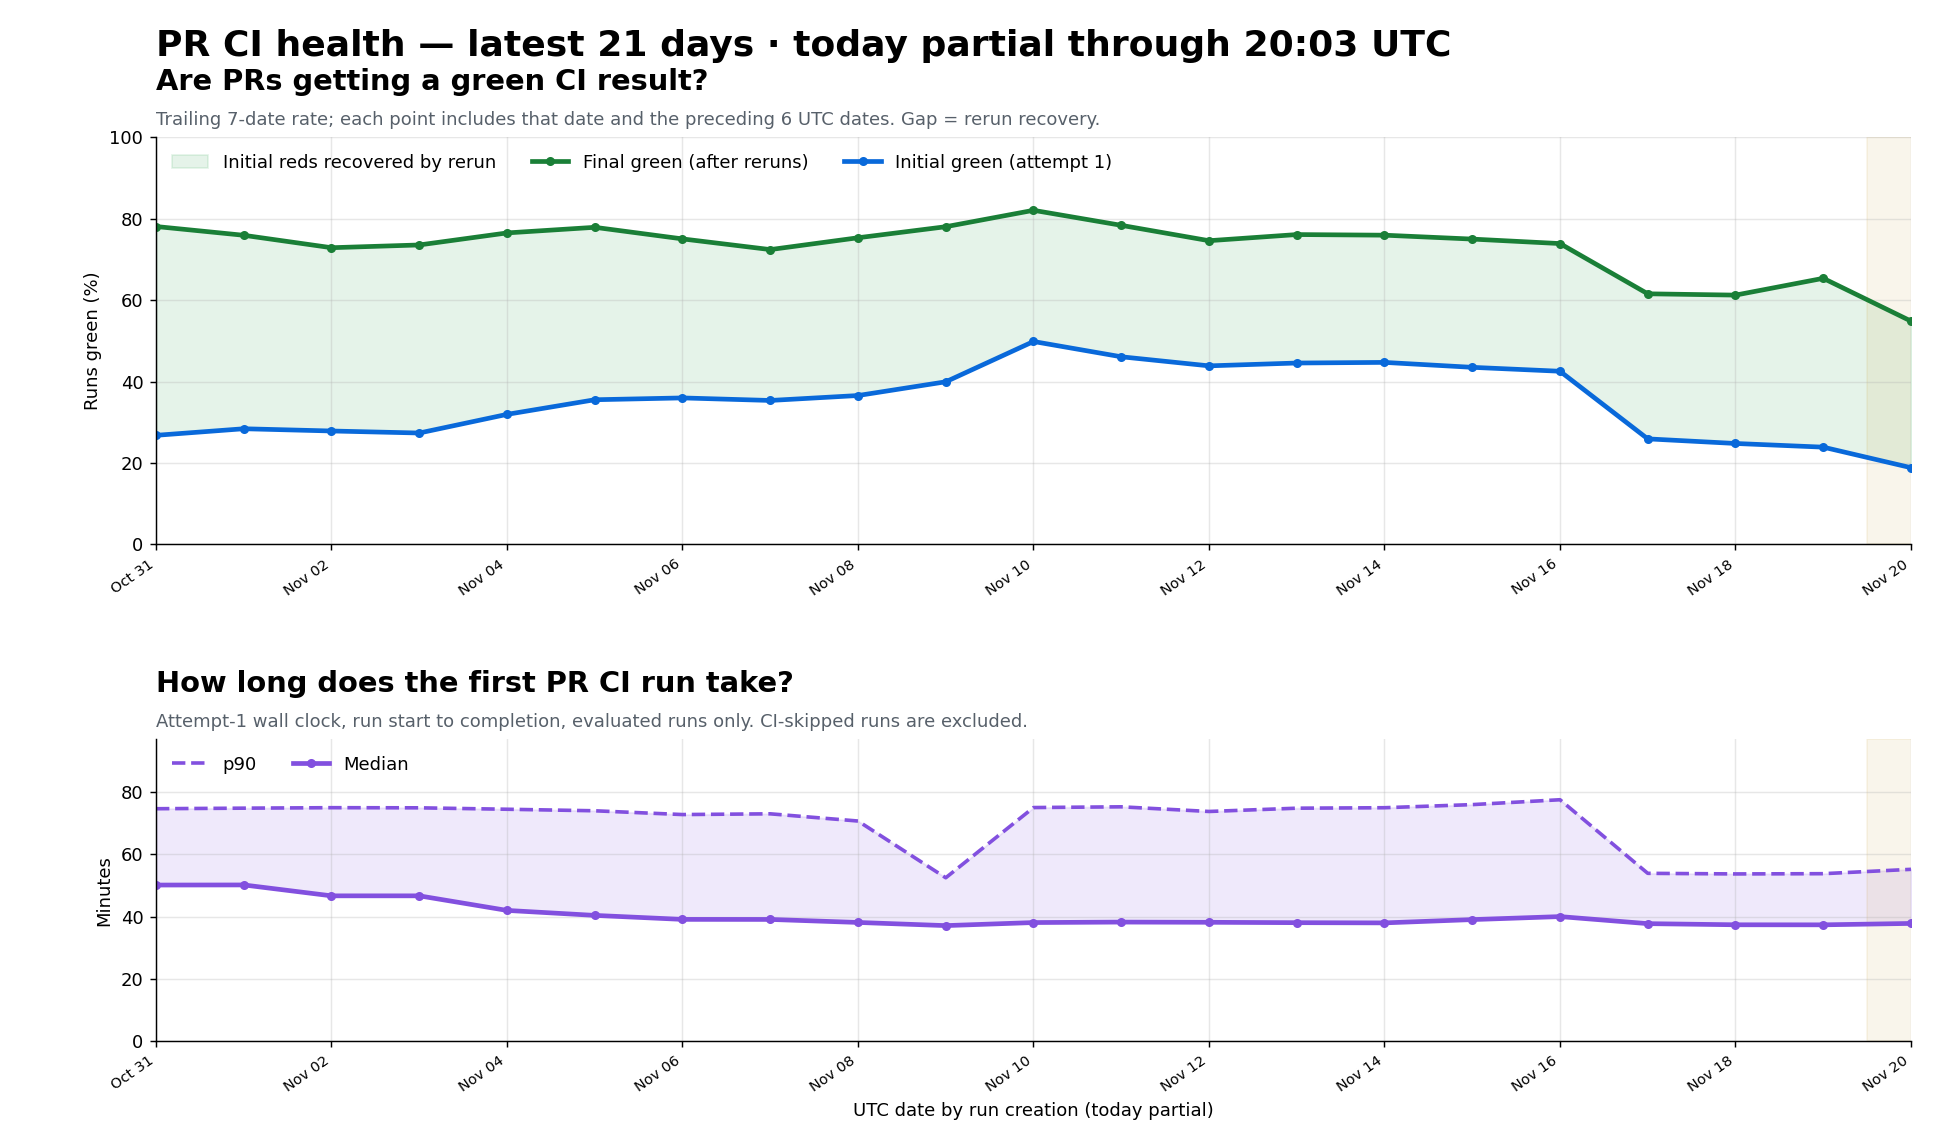 PR CI health — latest 21 days · today partial through 20:03 UTC
Are PRs getting a green CI result?
Trailing 7-date rate; each point includes that date and the preceding 6 UTC dates. Gap = rerun recovery.
Initial reds recovered by rerun
Final green (after reruns)
Initial green (attempt 1)
Runs green (%)
100
80
60
40
20
0
Oct 31
Nov 02
Nov 04
Nov 06
Nov 08
Nov 10
Nov 12
Nov 14
Nov 16
Nov 18
Nov 20
How long does the first PR CI run take?
Attempt-1 wall clock, run start to completion, evaluated runs only. CI-skipped runs are excluded.
p90
Median
Minutes
80
60
40
20
0
Oct 31
Nov 02
Nov 04
Nov 06
Nov 08
Nov 10
Nov 12
Nov 14
Nov 16
Nov 18
Nov 20
UTC date by run creation (today partial)